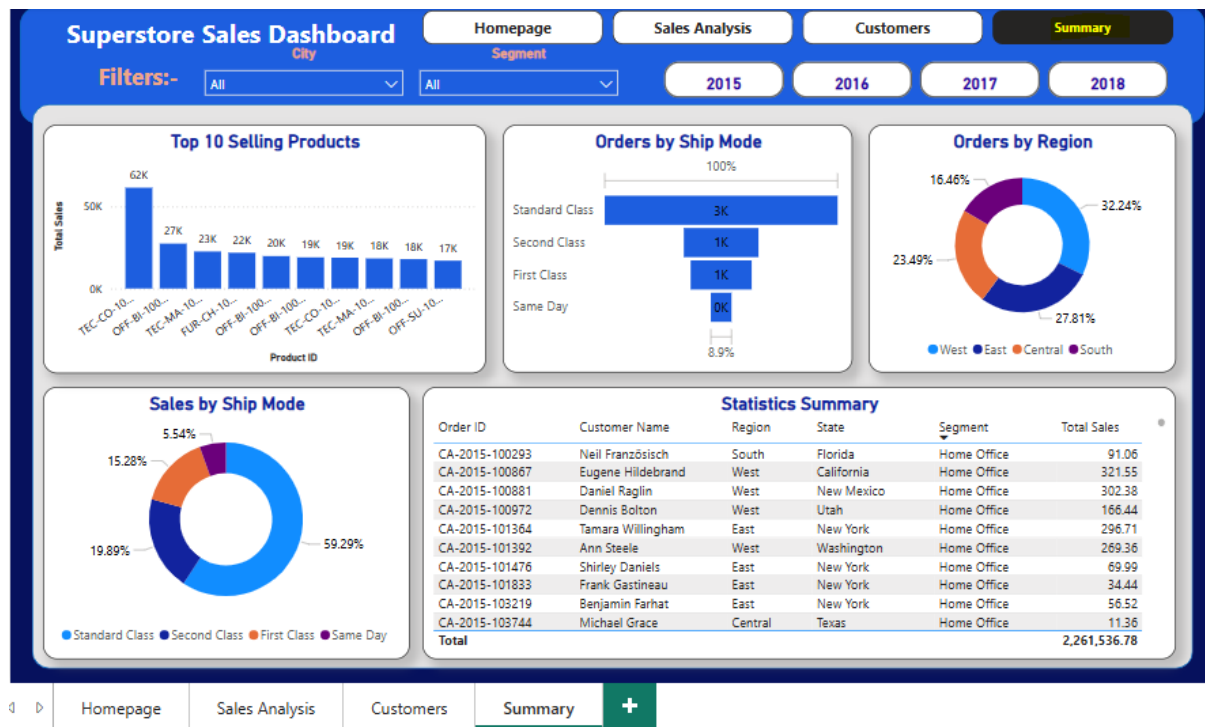 Superstore Sales Dashboard
Homepage
Sales Analysis
Customers
Summary
Filters:-
City
All
Segment
All
2015
2016
2017
2018
Top 10 Selling Products
Total Sales
50K
0K
62K
27K
23K
22K
20K
19K
19K
18K
18K
17K
TEC-CO-10...
OFF-BI-100...
TEC-MA-10...
FUR-CH-10...
OFF-BI-100...
OFF-BI-100...
TEC-CO-10...
TEC-MA-10...
OFF-BI-100...
OFF-SU-10...
Product ID
Orders by Ship Mode
100%
Standard Class 3K
Second Class 1K
First Class 1K
Same Day 0K
8.9%
Orders by Region
16.46%
32.24%
23.49%
27.81%
West East Central South
Sales by Ship Mode
5.54%
15.28%
19.89%
59.29%
Standard Class Second Class First Class Same Day
Statistics Summary
Order ID Customer Name Region State Segment Total Sales
CA-2015-100293 Neil Französisch South Florida Home Office 91.06
CA-2015-100867 Eugene Hildebrand West California Home Office 321.55
CA-2015-100881 Daniel Raglin West New Mexico Home Office 302.38
CA-2015-100972 Dennis Bolton West Utah Home Office 166.44
CA-2015-101364 Tamara Willingham East New York Home Office 296.71
CA-2015-101392 Ann Steele West Washington Home Office 269.36
CA-2015-101476 Shirley Daniels East New York Home Office 69.99
CA-2015-101833 Frank Gastineau East New York Home Office 34.44
CA-2015-103219 Benjamin Farhat East New York Home Office 56.52
CA-2015-103744 Michael Grace Central Texas Home Office 11.36
Total 2,261,536.78
Homepage Sales Analysis Customers Summary +